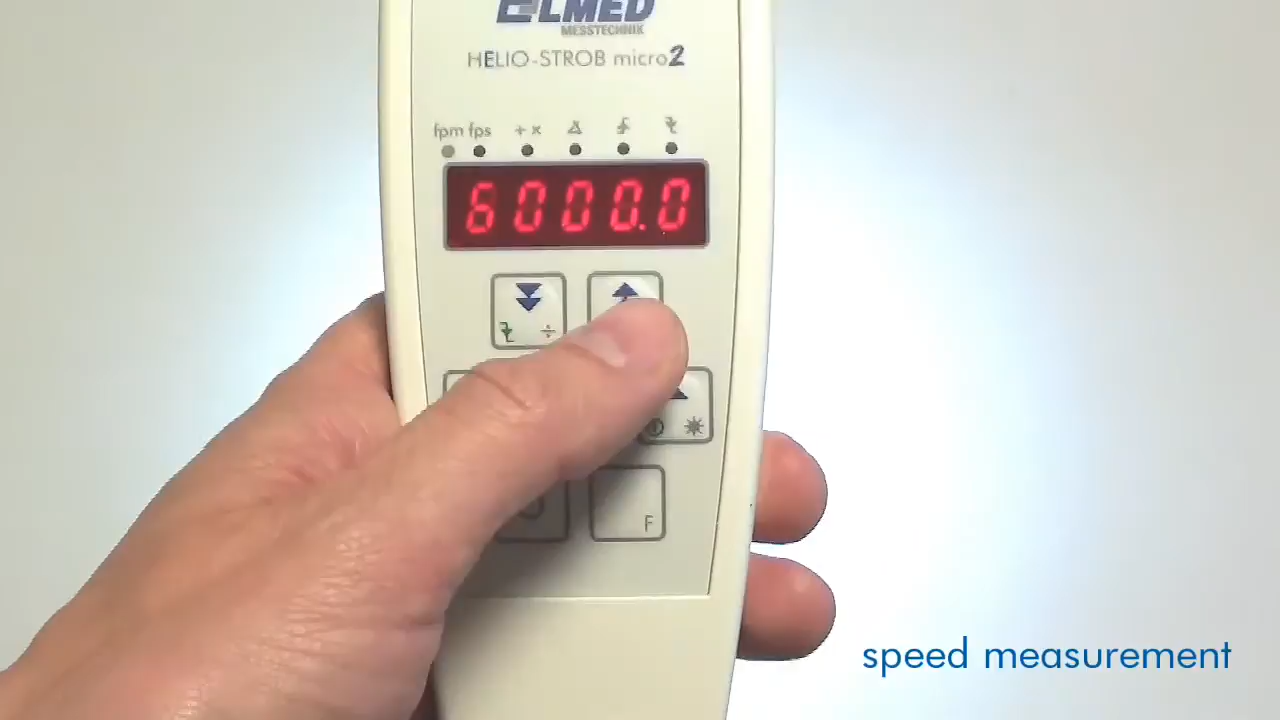 ELMED
MESSTECHNIK
HELIO-STROB micro2
fpm fps + x
6000.0
÷
F
speed measurement